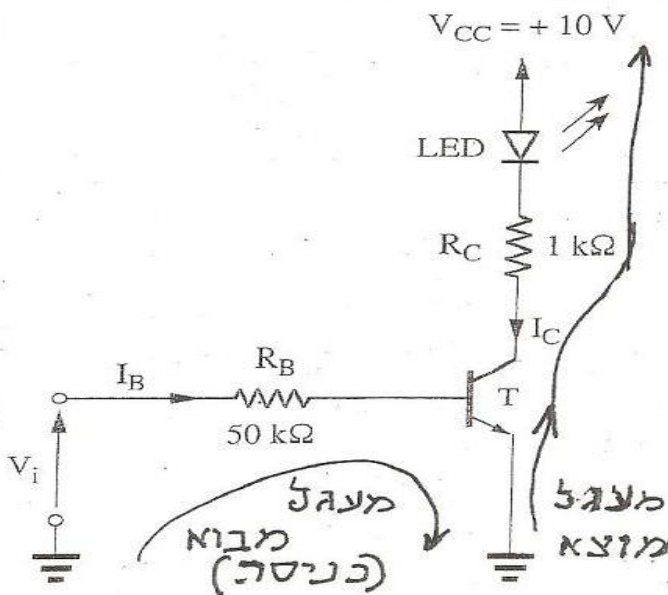 V_CC = + 10 V
LED
R_C 1 kΩ
I_C
I_B
R_B
50 kΩ
T
V_i
מעגל
מבוא
(כניסה)
מעגל
מוצא